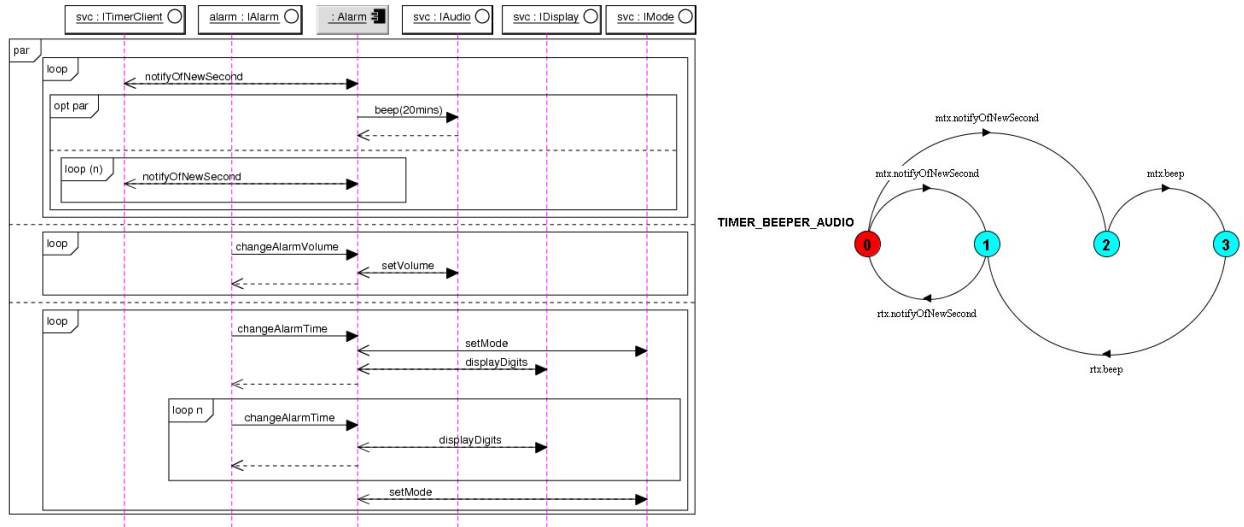 svc : ITimerClient
alarm : IAlarm
: Alarm
svc : IAudio
svc : IDisplay
svc : IMode
par
loop
notifyOfNewSecond
opt par
beep(20mins)
loop (n)
notifyOfNewSecond
loop
changeAlarmVolume
setVolume
loop
changeAlarmTime
setMode
displayDigits
loop n
changeAlarmTime
displayDigits
setMode
mtx.notifyOfNewSecond
mtx.notifyOfNewSecond
mtx.beep
TIMER_BEEPER_AUDIO
0
1
2
3
rtx.notifyOfNewSecond
rtx.beep